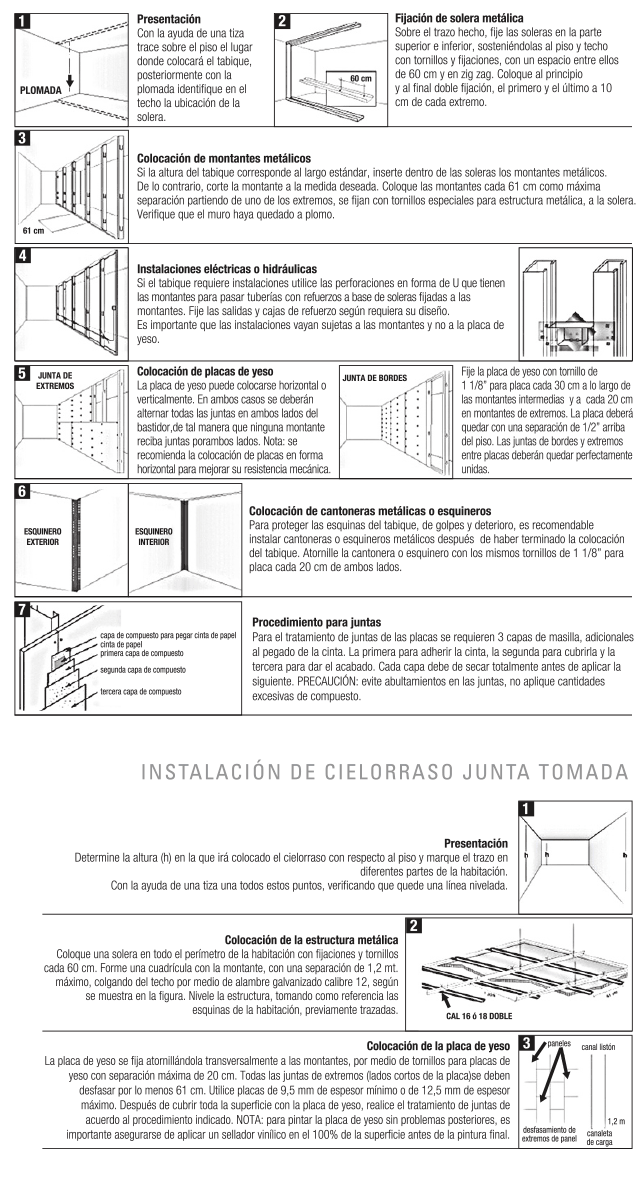 1
PLOMADA
Presentación
Con la ayuda de una tiza
trace sobre el piso el lugar
donde colocará el tabique,
posteriormente con la
plomada identifique en el
techo la ubicación de la
solera.
2
60 cm
Fijación de solera metálica
Sobre el trazo hecho, fije las soleras en la parte
superior e inferior, sosteniéndolas al piso y techo
con tornillos y fijaciones, con un espacio entre ellos
de 60 cm y en zig zag. Coloque al principio
y al final doble fijación, el primero y el último a 10
cm de cada extremo.
3
61 cm
Colocación de montantes metálicos
Si la altura del tabique corresponde al largo estándar, inserte dentro de las soleras los montantes metálicos.
De lo contrario, corte la montante a la medida deseada. Coloque las montantes cada 61 cm como máxima
separación partiendo de uno de los extremos, se fijan con tornillos especiales para estructura metálica, a la solera.
Verifique que el muro haya quedado a plomo.
4
Instalaciones eléctricas o hidráulicas
Si el tabique requiere instalaciones utilice las perforaciones en forma de U que tienen
las montantes para pasar tuberías con refuerzos a base de soleras fijadas a las
montantes. Fije las salidas y cajas de refuerzo según requiera su diseño.
Es importante que las instalaciones vayan sujetas a las montantes y no a la placa de
yeso.
5
JUNTA DE
EXTREMOS
Colocación de placas de yeso
La placa de yeso puede colocarse horizontal o
verticalmente. En ambos casos se deberán
alternar todas las juntas en ambos lados del
bastidor,de tal manera que ninguna montante
reciba juntas porambos lados. Nota: se
recomienda la colocación de placas en forma
horizontal para mejorar su resistencia mecánica.
JUNTA DE BORDES
Fije la placa de yeso con tornillo de
1 1/8” para placa cada 30 cm a lo largo de
las montantes intermedias y a cada 20 cm
en montantes de extremos. La placa deberá
quedar con una separación de 1/2” arriba
del piso. Las juntas de bordes y extremos
entre placas deberán quedar perfectamente
unidas.
6
ESQUINERO
EXTERIOR
ESQUINERO
INTERIOR
Colocación de cantoneras metálicas o esquineros
Para proteger las esquinas del tabique, de golpes y deterioro, es recomendable
instalar cantoneras o esquineros metálicos después de haber terminado la colocación
del tabique. Atornille la cantonera o esquinero con los mismos tornillos de 1 1/8” para
placa cada 20 cm de ambos lados.
7
capa de compuesto para pegar cinta de papel
cinta de papel
primera capa de compuesto
segunda capa de compuesto
tercera capa de compuesto
Procedimiento para juntas
Para el tratamiento de juntas de las placas se requieren 3 capas de masilla, adicionales
al pegado de la cinta. La primera para adherir la cinta, la segunda para cubrirla y la
tercera para dar el acabado. Cada capa debe de secar totalmente antes de aplicar la
siguiente. PRECAUCIÓN: evite abultamientos en las juntas, no aplique cantidades
excesivas de compuesto.
INSTALACIÓN DE CIELORRASO JUNTA TOMADA
Presentación
Determine la altura (h) en la que irá colocado el cielorraso con respecto al piso y marque el trazo en
diferentes partes de la habitación.
Con la ayuda de una tiza una todos estos puntos, verificando que quede una línea nivelada.
1
h
h
h
Colocación de la estructura metálica
Coloque una solera en todo el perímetro de la habitación con fijaciones y tornillos
cada 60 cm. Forme una cuadrícula con la montante, con una separación de 1,2 mt.
máximo, colgando del techo por medio de alambre galvanizado calibre 12, según
se muestra en la figura. Nivele la estructura, tomando como referencia las
esquinas de la habitación, previamente trazadas.
2
61 cm
CAL 16 ó 18 DOBLE
Colocación de la placa de yeso
La placa de yeso se fija atornillándola transversalmente a las montantes, por medio de tornillos para placas de
yeso con separación máxima de 20 cm. Todas las juntas de extremos (lados cortos de la placa)se deben
desfasar por lo menos 61 cm. Utilice placas de 9,5 mm de espesor mínimo o de 12,5 mm de espesor
máximo. Después de cubrir toda la superficie con la placa de yeso, realice el tratamiento de juntas de
acuerdo al procedimiento indicado. NOTA: para pintar la placa de yeso sin problemas posteriores, es
importante asegurarse de aplicar un sellador vinílico en el 100% de la superficie antes de la pintura final.
3
paneles
canal listón
1,2 m
desfasamiento de
extremos de panel
canaleta
de carga